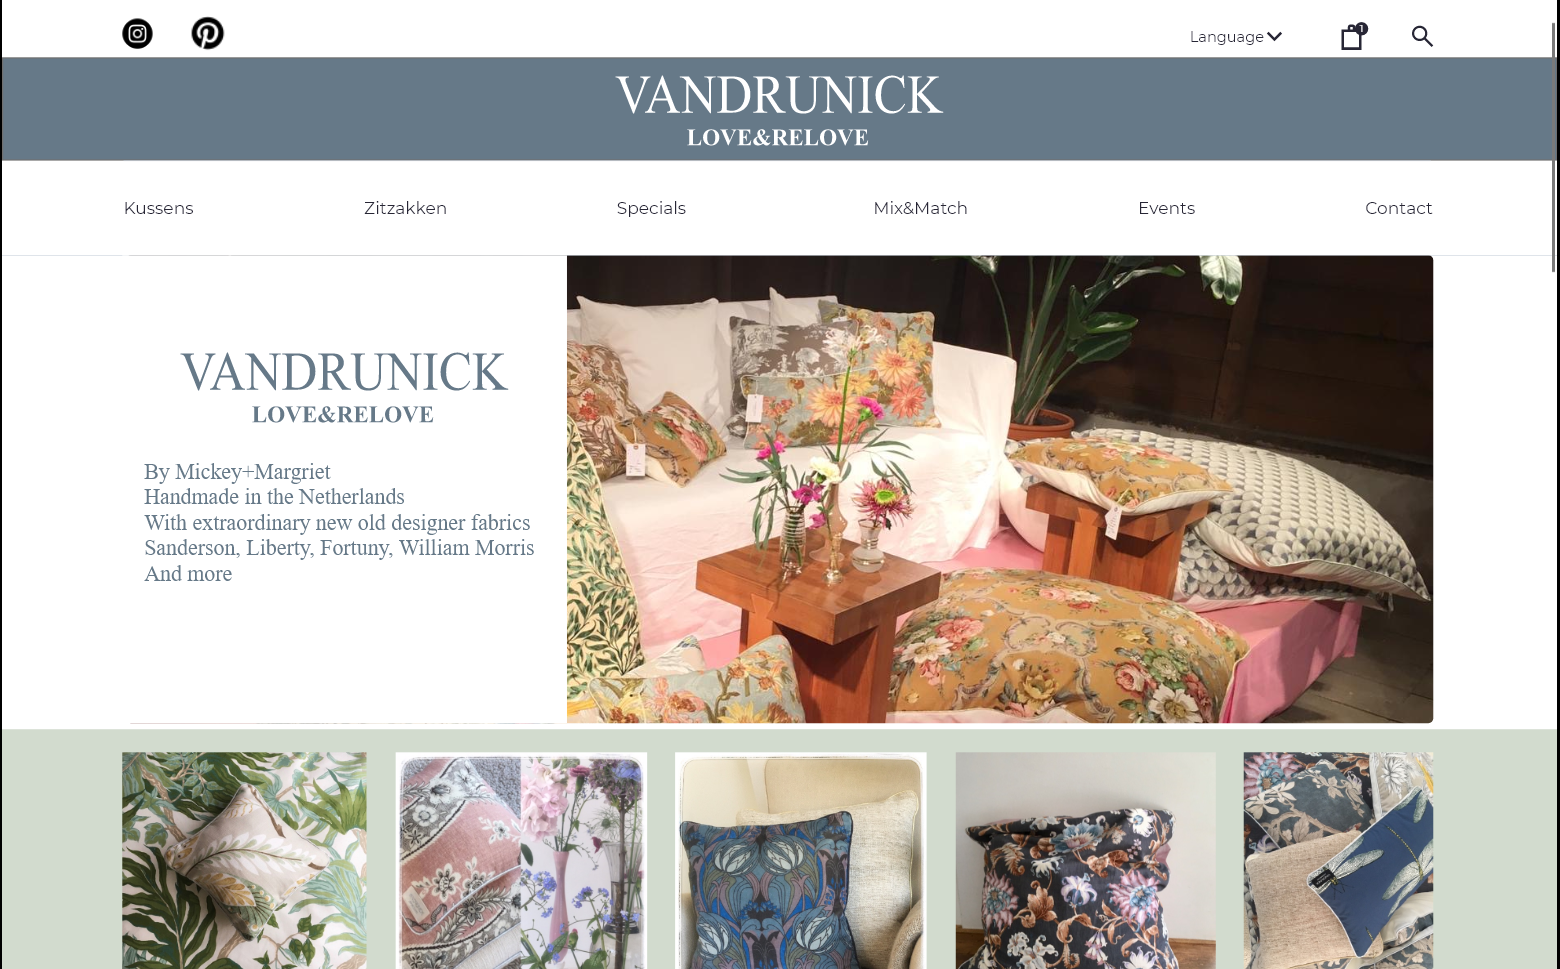 Language
1
VANDRUNICK
LOVE&RELOVE
Kussens
Zitzakken
Specials
Mix&Match
Events
Contact
VANDRUNICK
LOVE&RELOVE
By Mickey+Margriet
Handmade in the Netherlands
With extraordinary new old designer fabrics
Sanderson, Liberty, Fortuny, William Morris
And more